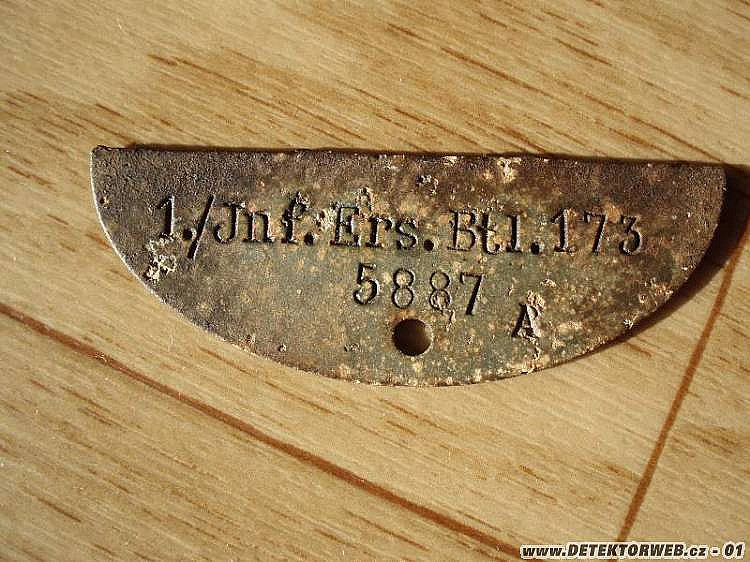 1./Jnf.Ers.Btl.173
5887
A
www.DETEKTORWEB.cz - 01